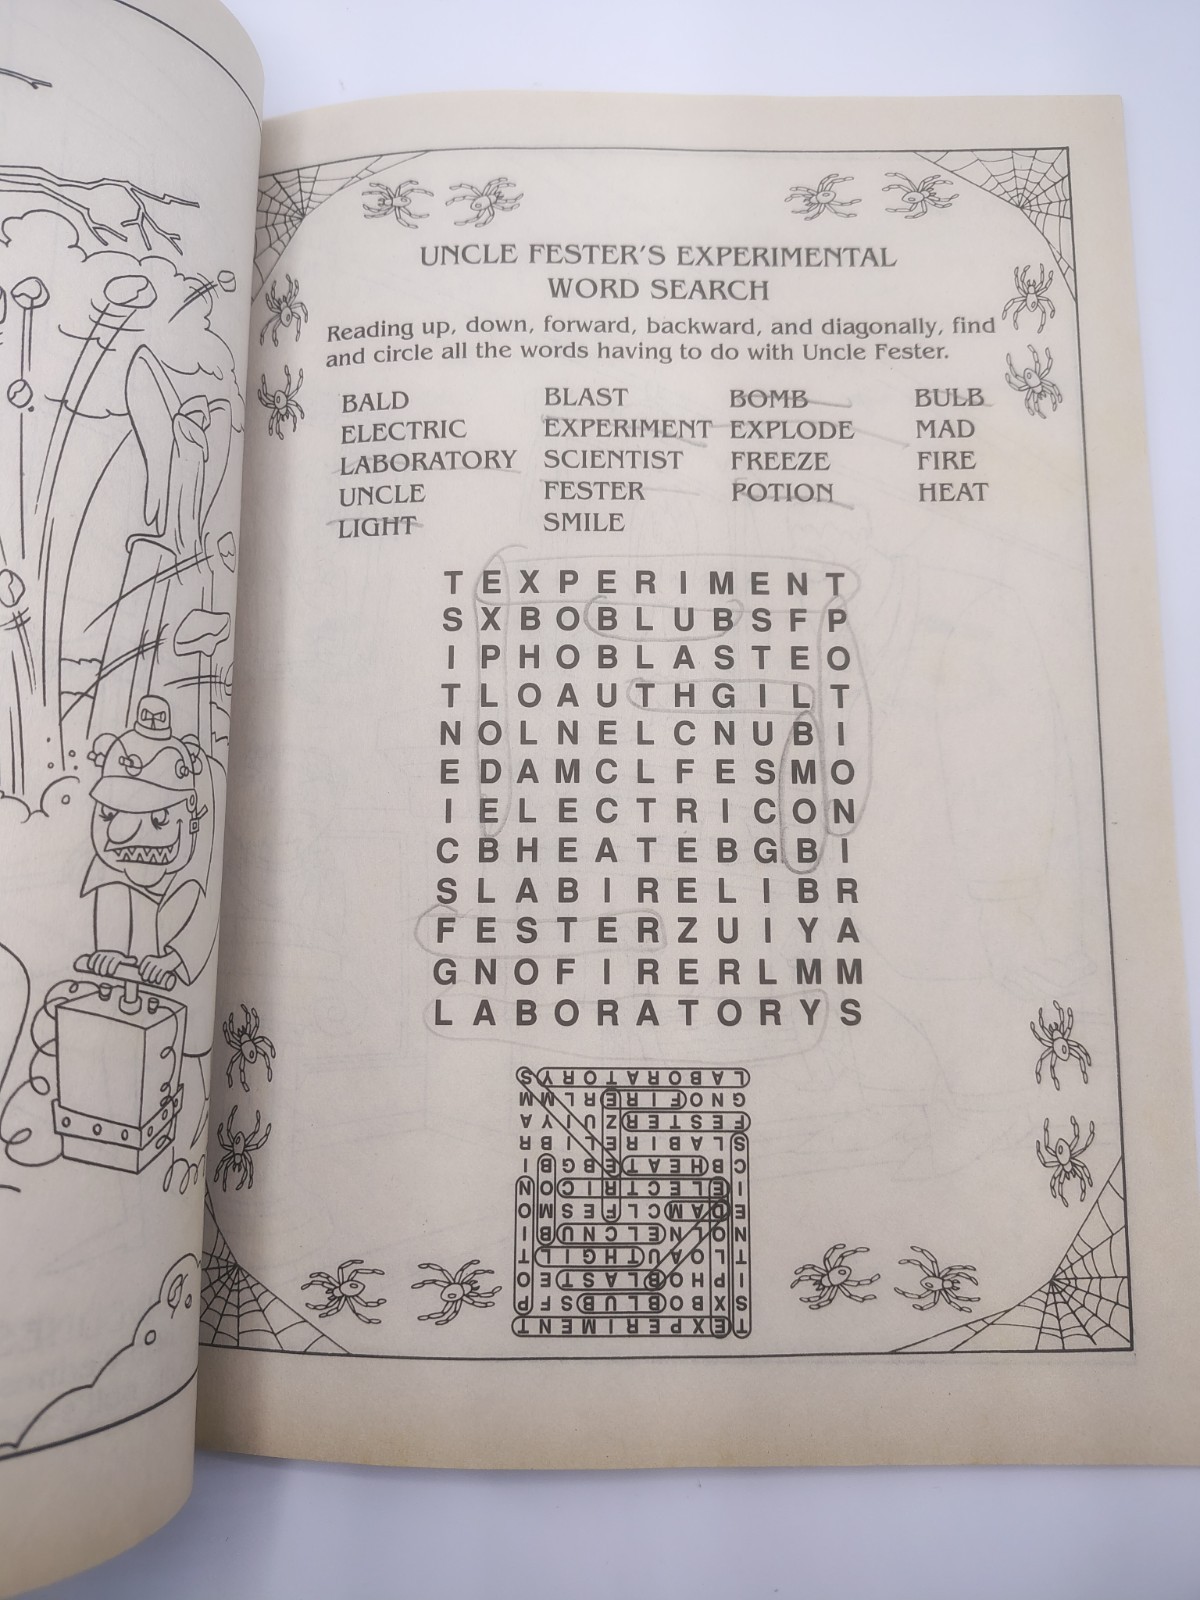 UNCLE FESTER'S EXPERIMENTAL
WORD SEARCH
Reading up, down, forward, backward, and diagonally, find
and circle all the words having to do with Uncle Fester.
BALD BLAST BOMB BULB
ELECTRIC EXPERIMENT EXPLODE MAD
LABORATORY SCIENTIST FREEZE FIRE
UNCLE FESTER POTION HEAT
LIGHT SMILE
T E X P E R I M E N T
S X B O B L U B S F P
I P H O B L A S T E O
T L O A U T H G I L T
N O L N E L C N U B I
E D A M C L F E S M O
I E L E C T R I C O N
C B H E A T E B G B I
S L A B I R E L I B R
F E S T E R Z U I Y A
G N O F I R E R L M M
L A B O R A T O R Y S
L A B O R A T O R Y S
G N O F I R E R L M M
F E S T E R Z U I Y A
S L A B I R E L I B R
C B H E A T E B G B I
I E L E C T R I C O N
E D A M C L F E S M O
N O L N E L C N U B I
T L O A U T H G I L T
I P H O B L A S T E O
S X B O B L U B S F P
T E X P E R I M E N T